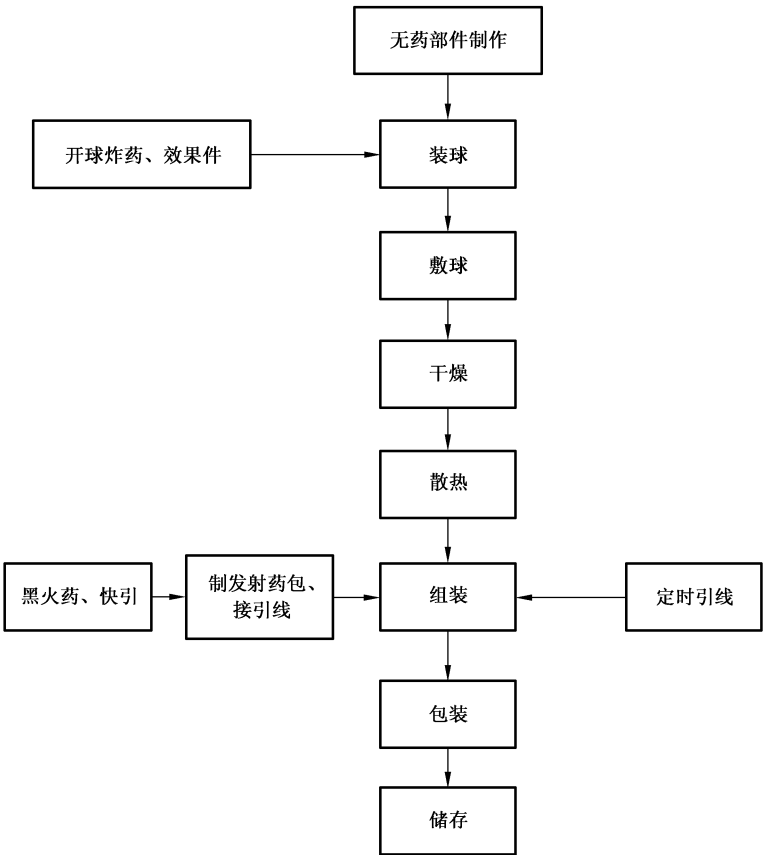 无药部件制作
开球炸药、效果件
装球
敷球
干燥
散热
黑火药、快引
制发射药包、
接引线
组装
定时引线
包装
储存